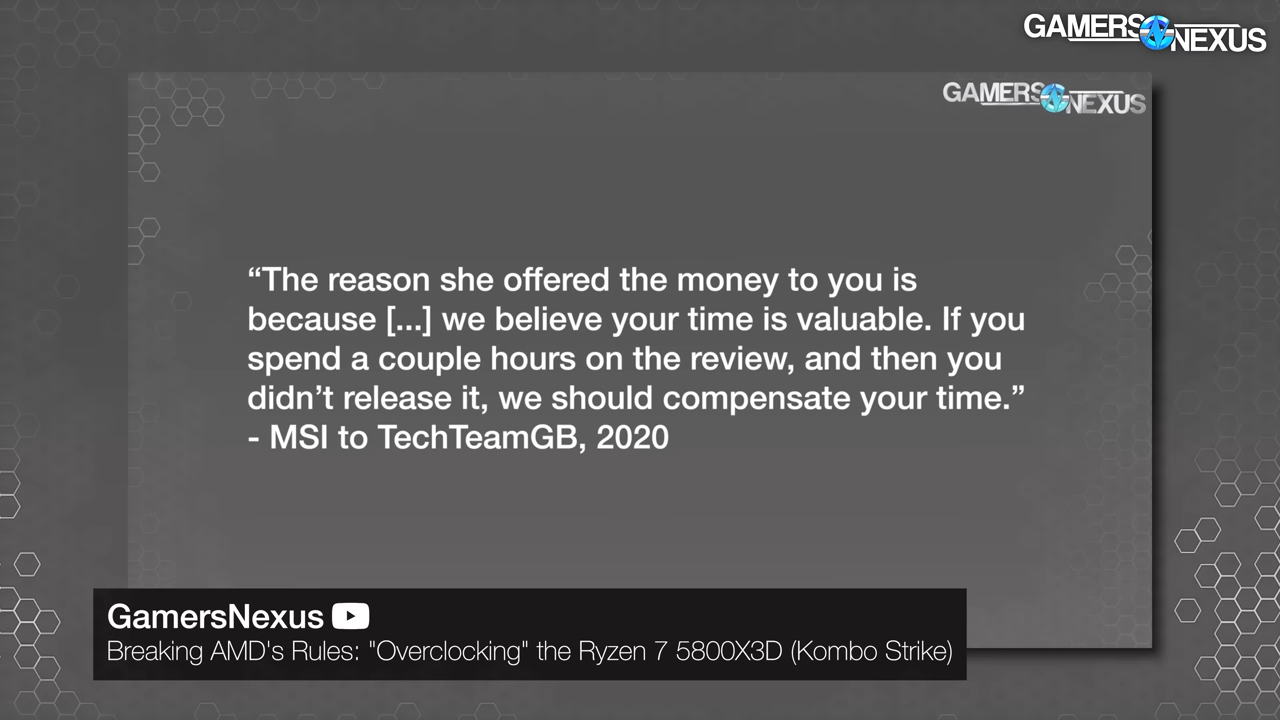 GAMERS NEXUS
GAMERS NEXUS
“The reason she offered the money to you is
because [...] we believe your time is valuable. If you
spend a couple hours on the review, and then you
didn’t release it, we should compensate your time.”
- MSI to TechTeamGB, 2020
GamersNexus
Breaking AMD's Rules: "Overclocking" the Ryzen 7 5800X3D (Kombo Strike)